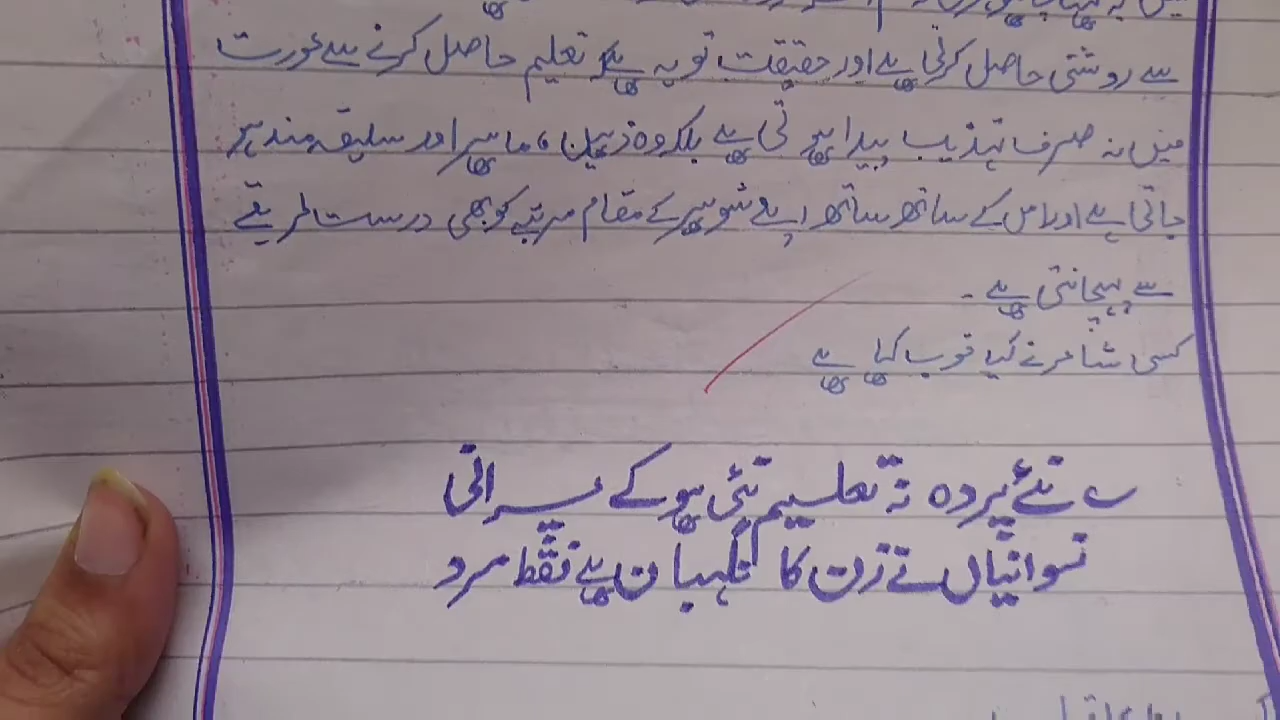 سے روشنی حاصل کرتی ہے اور حقیقت تو یہ ہے کہ تعلیم حاصل کرنے سے عورت
میں نہ صرف تہذیب پیدا ہوتی ہے بلکہ وہ ذہین، ماہر اور سلیقہ مند ہو
جاتی ہے اور اس کے ساتھ ساتھ اپنے شوہر کے مقام مرتبے کو بھی درست طریقے
سے پہچانتی ہے۔
کسی شاعر نے کیا خوب کہا ہے
نے پردہ نہ تعلیم نئی ہو کے پرانی
نسوانیاں نے زن کا نگہبان ہے فقط مرد